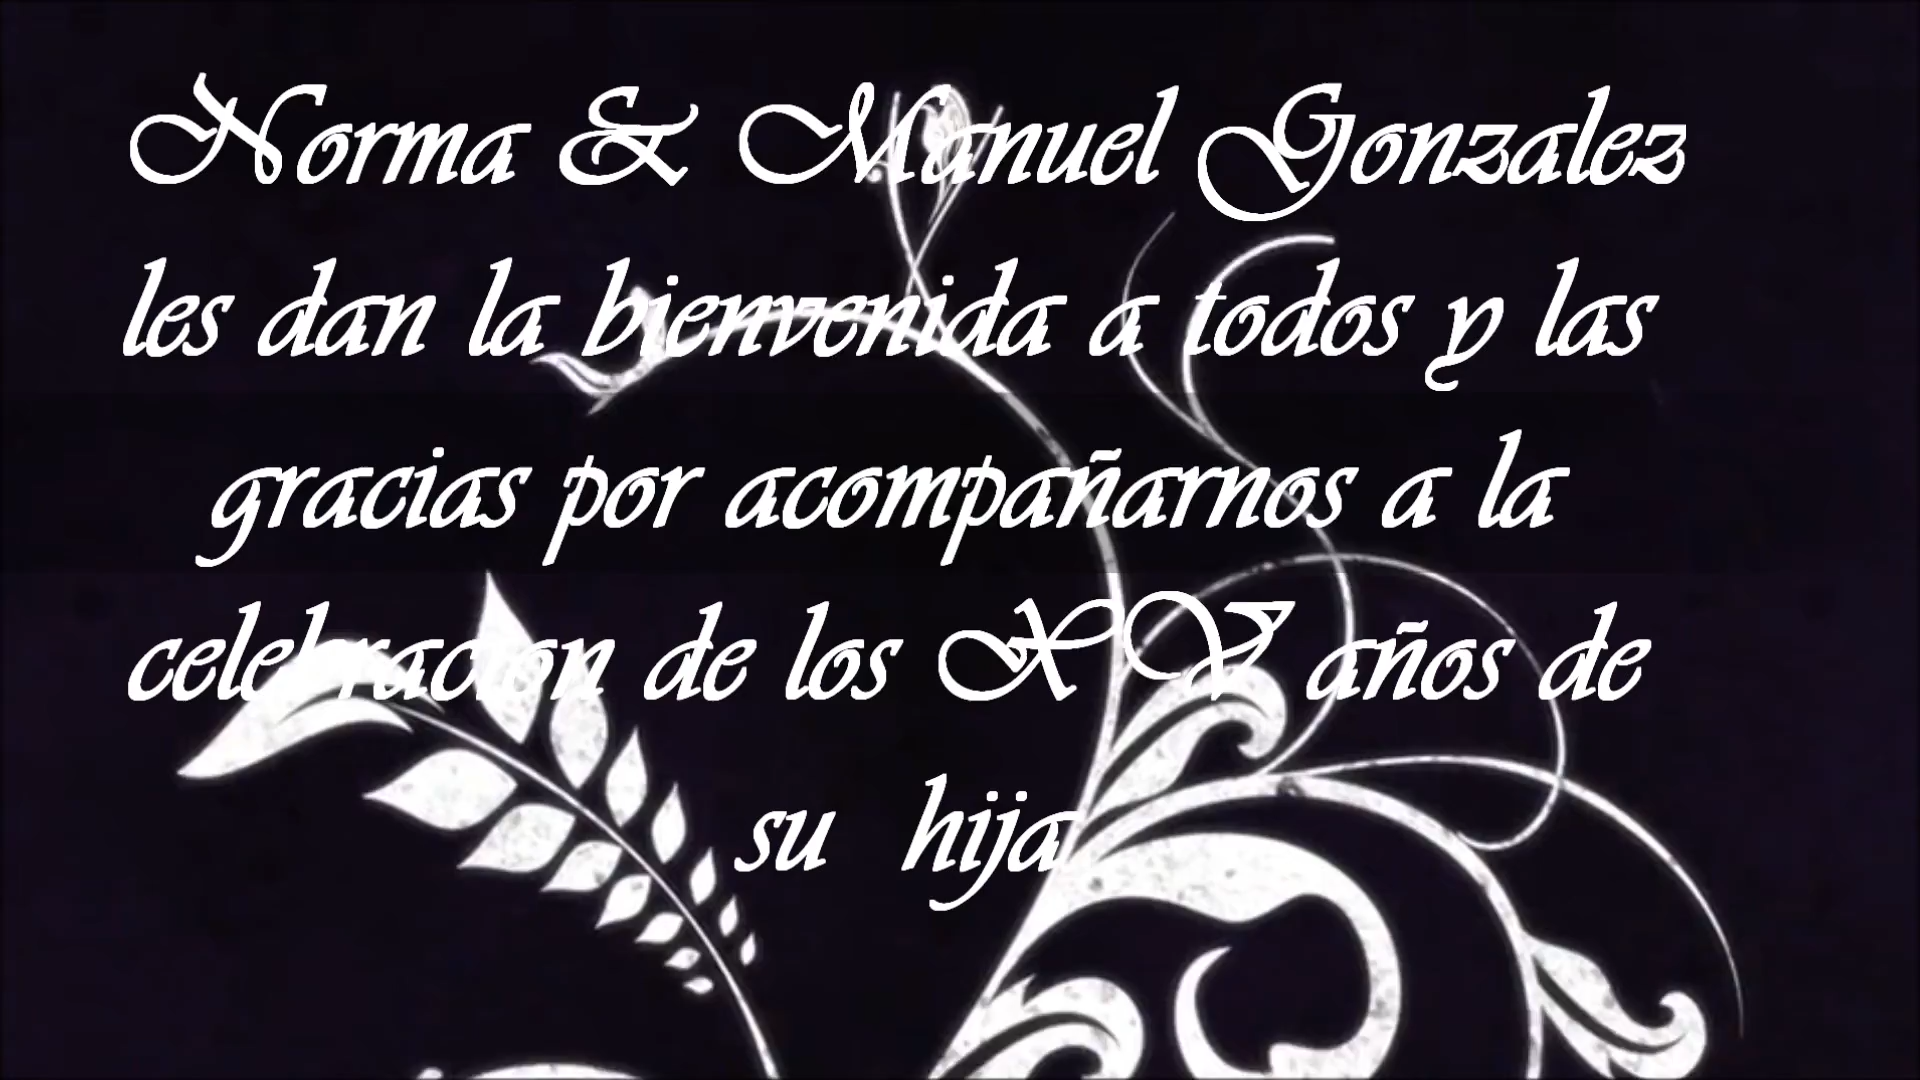 Norma & Manuel Gonzalez
les dan la bienvenida a todos y las
gracias por acompañarnos a la
celebracion de los XV años de
su hija